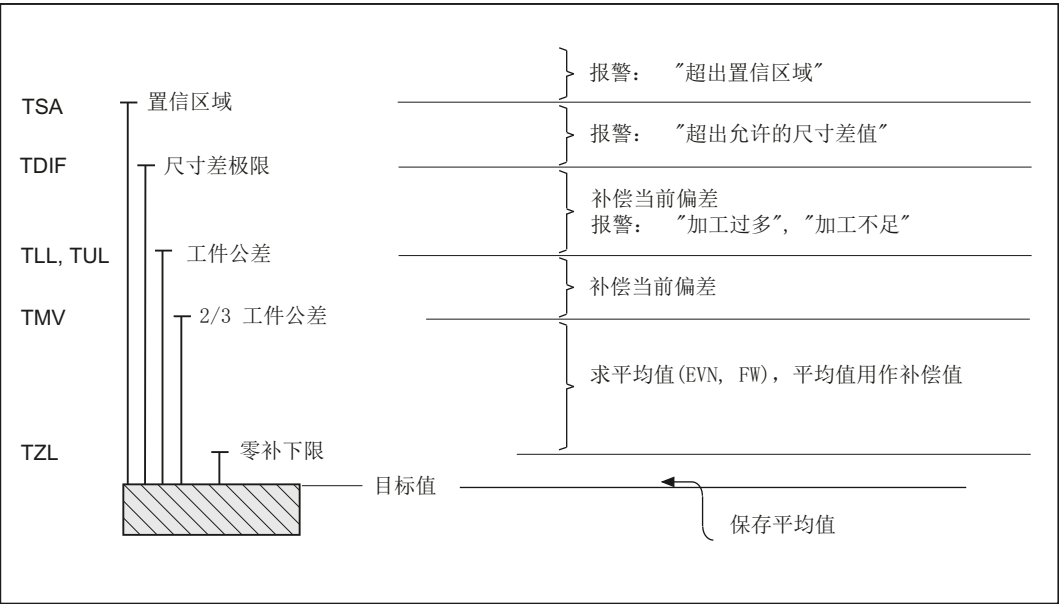 报警： "超出置信区域"
TSA 置信区域
报警： "超出允许的尺寸差值"
TDIF 尺寸差极限
补偿当前偏差
报警： "加工过多", "加工不足"
TLL, TUL 工件公差
补偿当前偏差
TMV 2/3 工件公差
求平均值(EVN, FW)，平均值用作补偿值
TZL 零补下限
目标值
保存平均值